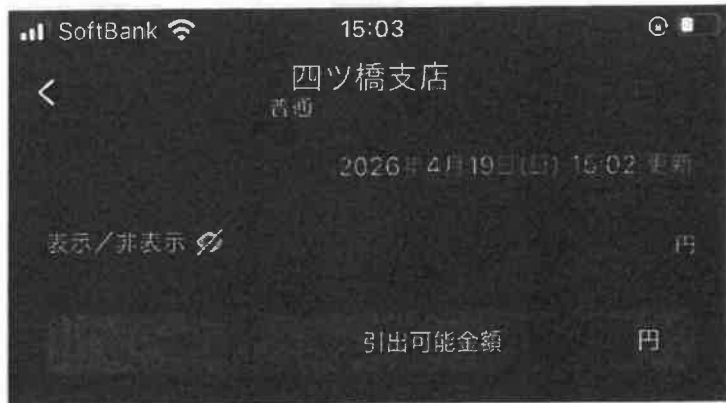 SoftBank 15:03
四ツ橋支店
普通
2026年4月19日(日) 15:02 更新
表示/非表示 円
引出可能金額 円